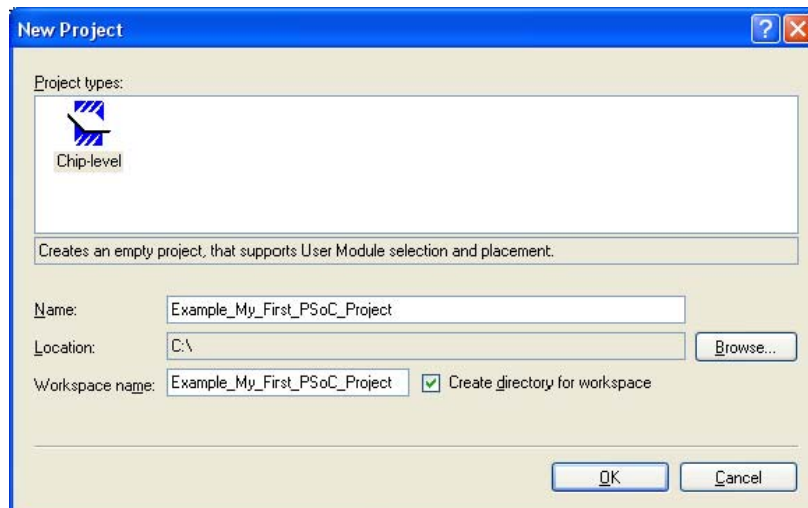 New Project
Project types:
Chip-level
Creates an empty project, that supports User Module selection and placement.
Name: Example_My_First_PSoC_Project
Location: C:\ Browse...
Workspace name: Example_My_First_PSoC_Project Create directory for workspace
OK Cancel